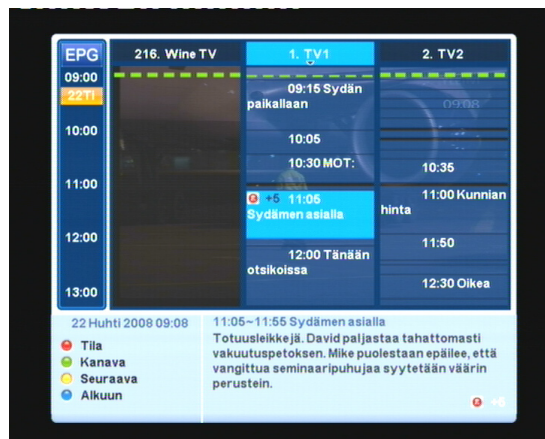 EPG
216. Wine TV
1. TV1
2. TV2
09:00
22TI
10:00
11:00
12:00
13:00
09:15 Sydän
paikallaan
10:05
10:30 MOT:
+5 11:05
Sydämen asialla
12:00 Tänään
otsikoissa
09:08
10:35
11:00 Kunnian
hinta
11:50
12:30 Oikea
22 Huhti 2008 09:08
Tila
Kanava
Seuraava
Alkuun
11:05~11:55 Sydämen asialla
Totuusleikkejä. David paljastaa tahattomasti
vakuutuspetoksen. Mike puolestaan epäilee, että
vangittua seminaaripuhujaa syytetään väärin
perustein.